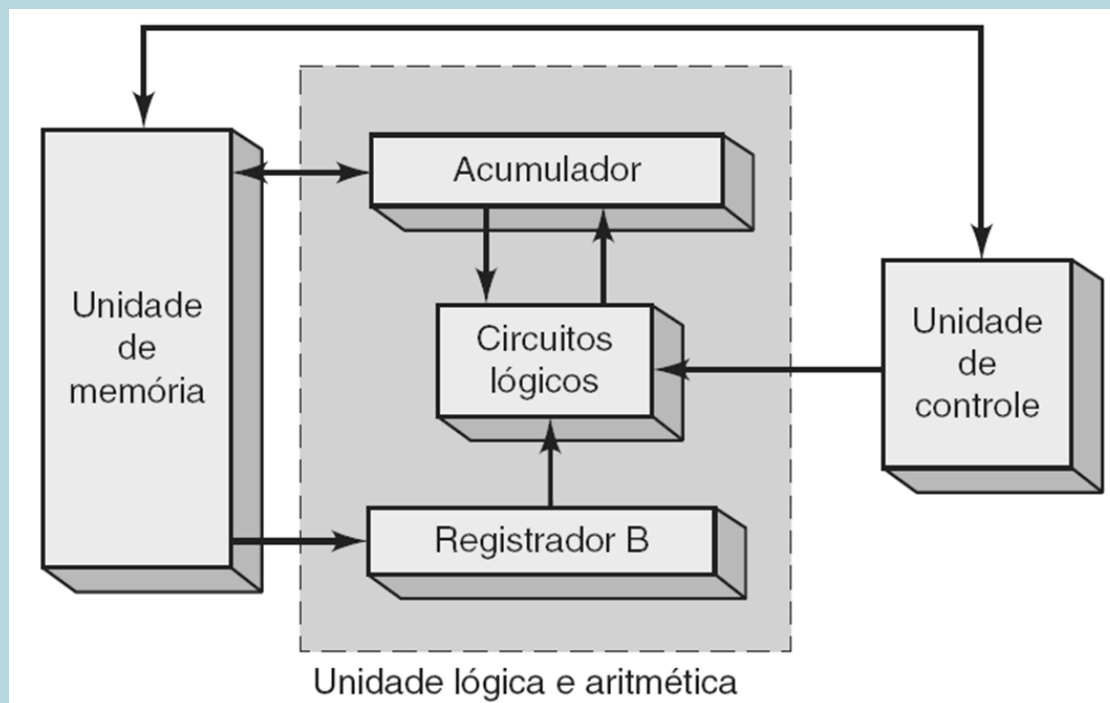 Acumulador
Unidade
de
memória
Circuitos
lógicos
Unidade
de
controle
Registrador B
Unidade lógica e aritmética